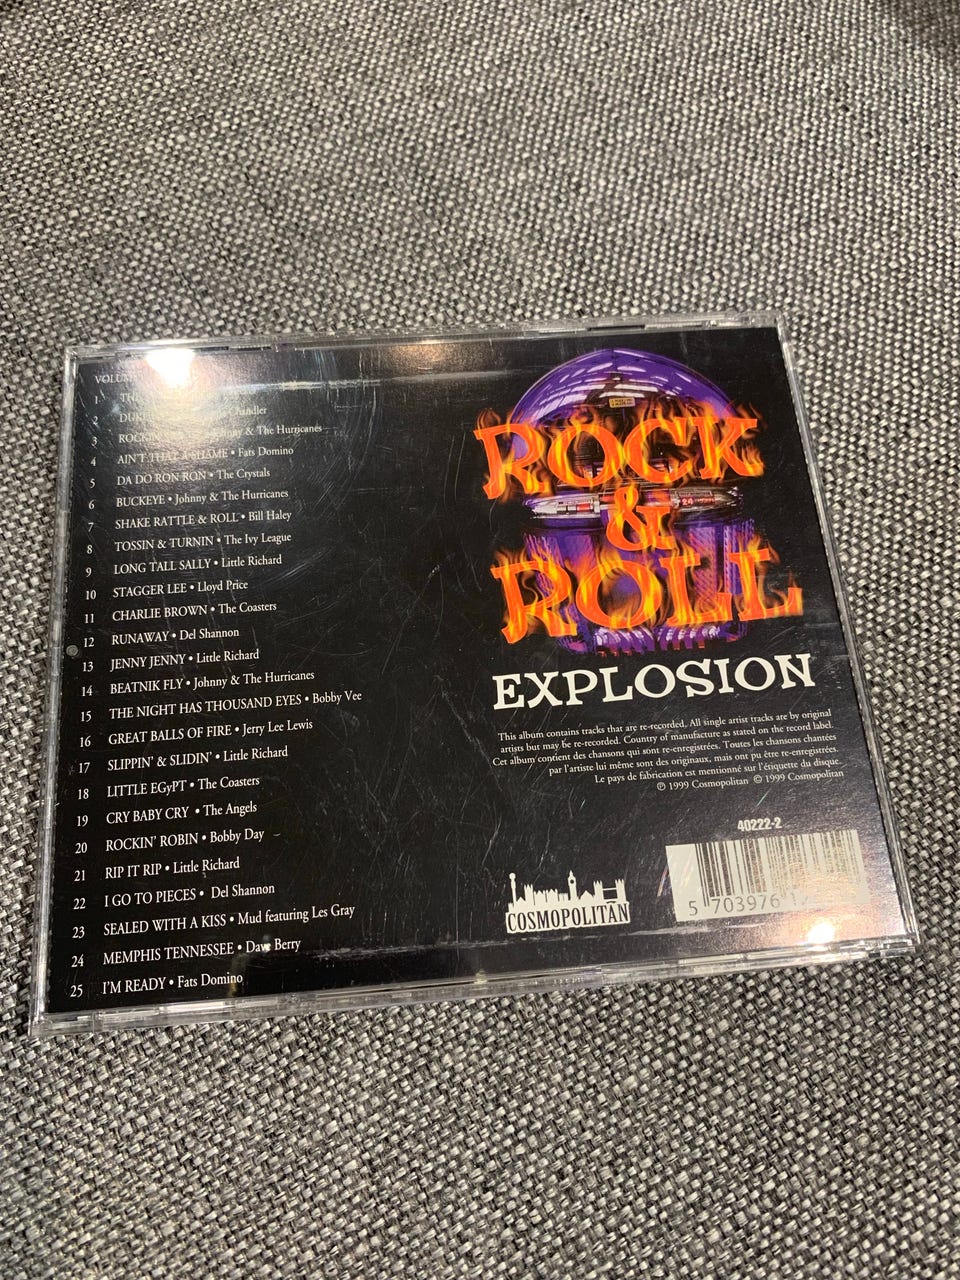 1
2 Chandler
3 & The Hurricanes
4 AIN'T THAT A SHAME • Fats Domino
5 DA DO RON RON • The Crystals
6 BUCKEYE • Johnny & The Hurricanes
7 SHAKE RATTLE & ROLL • Bill Haley
8 TOSSIN & TURNIN • The Ivy League
9 LONG TALL SALLY • Little Richard
10 STAGGER LEE • Lloyd Price
11 CHARLIE BROWN • The Coasters
12 RUNAWAY • Del Shannon
13 JENNY JENNY • Little Richard
14 BEATNIK FLY • Johnny & The Hurricanes
15 THE NIGHT HAS THOUSAND EYES • Bobby Vee
16 GREAT BALLS OF FIRE • Jerry Lee Lewis
17 SLIPPIN' & SLIDIN' • Little Richard
18 LITTLE EGyPT • The Coasters
19 CRY BABY CRY • The Angels
20 ROCKIN' ROBIN • Bobby Day
21 RIP IT RIP • Little Richard
22 I GO TO PIECES • Del Shannon
23 SEALED WITH A KISS • Mud featuring Les Gray
24 MEMPHIS TENNESSEE • Dave Berry
25 I'M READY • Fats Domino
ROCK
&
ROLL
EXPLOSION
This album contains tracks that are re-recorded. All single artist tracks are by original
artists but may be re-recorded. Country of manufacture as stated on the record label.
Cet album contient des chansons qui sont re-enregistrées. Toutes les chansons chantées
par l'artiste lui même sont des originaux, mais ont pu être re-enregistrées.
Le pays de fabrication est mentionné sur l'étiquette du disque.
℗ 1999 Cosmopolitan © 1999 Cosmopolitan
40222-2
5 703976
COSMOPOLITAN